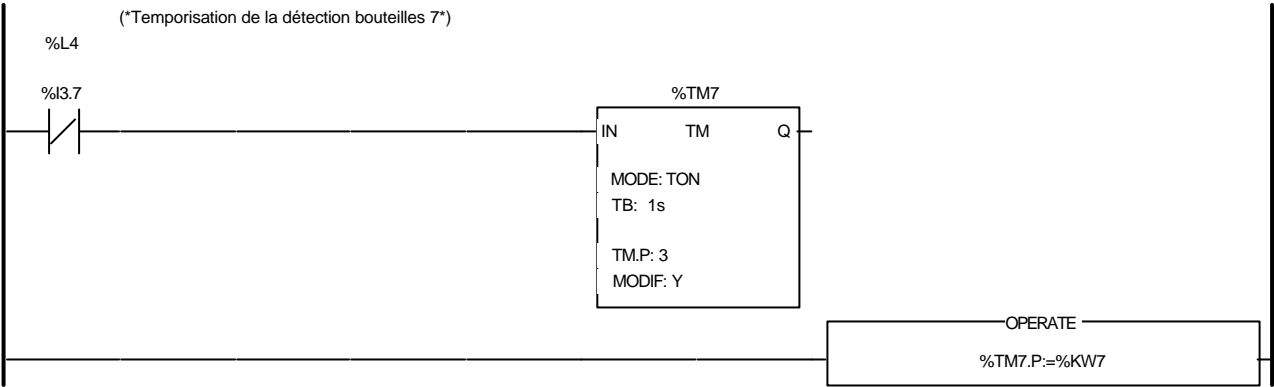 (*Temporisation de la détection bouteilles 7*)
%L4
%I3.7
%TM7
IN TM Q
MODE: TON
TB: 1s
TM.P: 3
MODIF: Y
OPERATE
%TM7.P:=%KW7